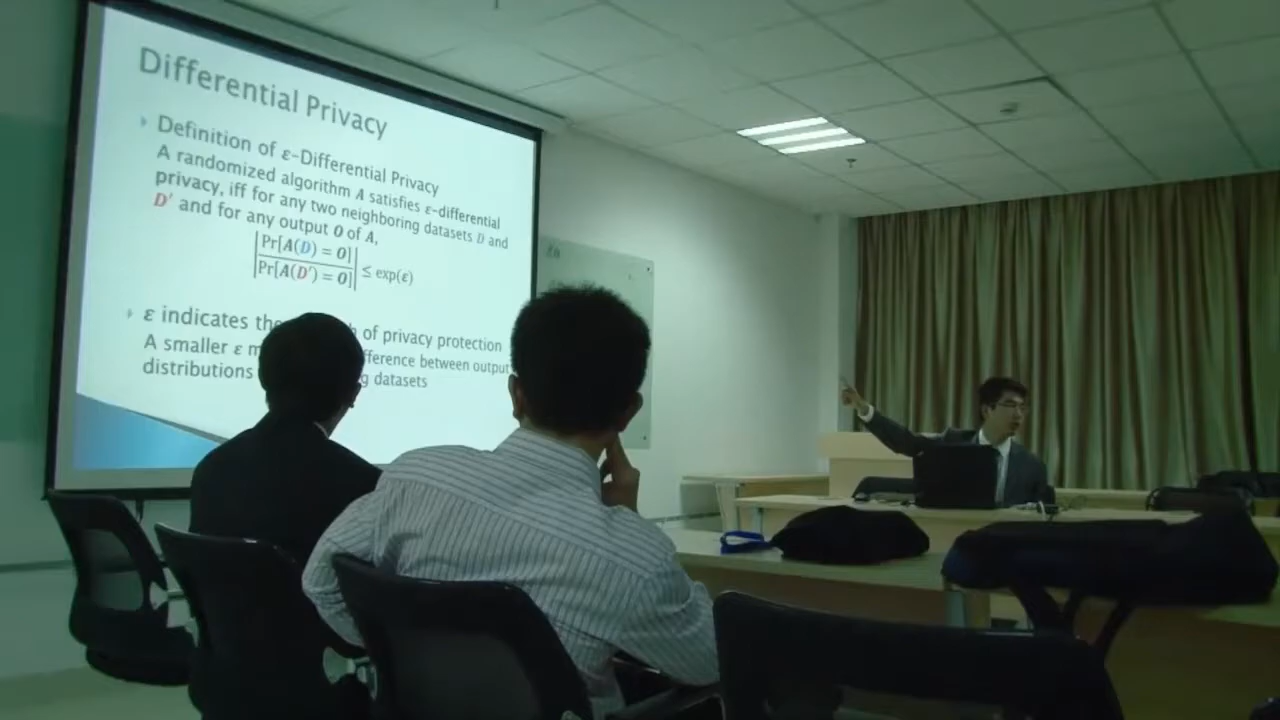 Differential Privacy
Definition of ε-Differential Privacy
A randomized algorithm A satisfies ε-differential
privacy, iff for any two neighboring datasets D and
D′ and for any output O of A,
|Pr[A(D) = O]|
|Pr[A(D′) = O]| ≤ exp(ε)
ε indicates the of privacy protection
A smaller ε between output
distributions datasets